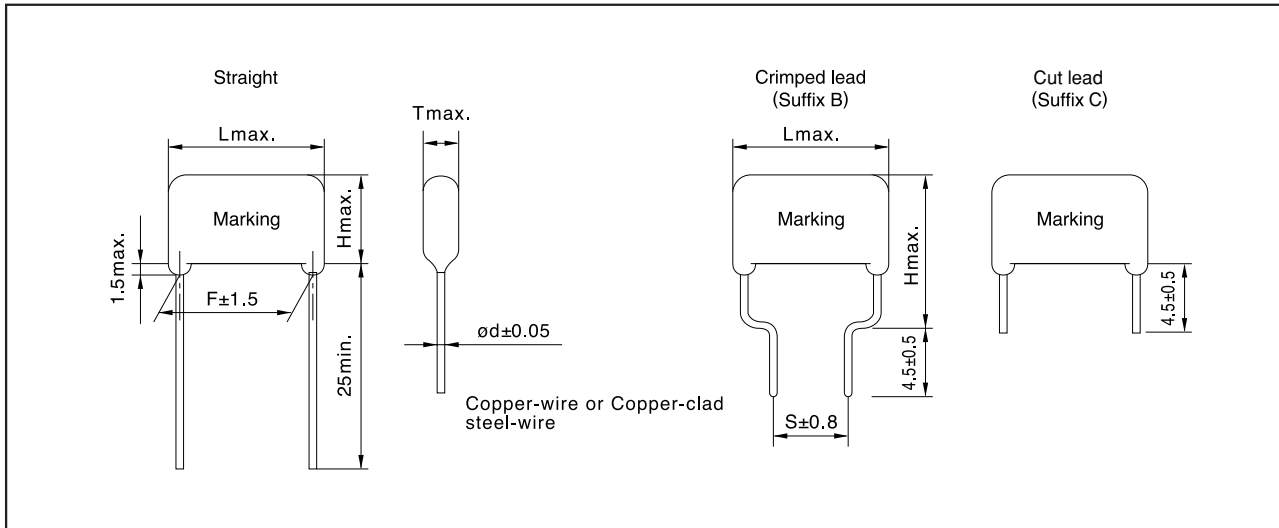 Straight
Tmax.
Lmax.
Marking
Hmax.
1.5max.
F±1.5
25min.
ød±0.05
Copper-wire or Copper-clad
steel-wire
Crimped lead
(Suffix B)
Lmax.
Marking
Hmax.
4.5±0.5
S±0.8
Cut lead
(Suffix C)
Marking
4.5±0.5